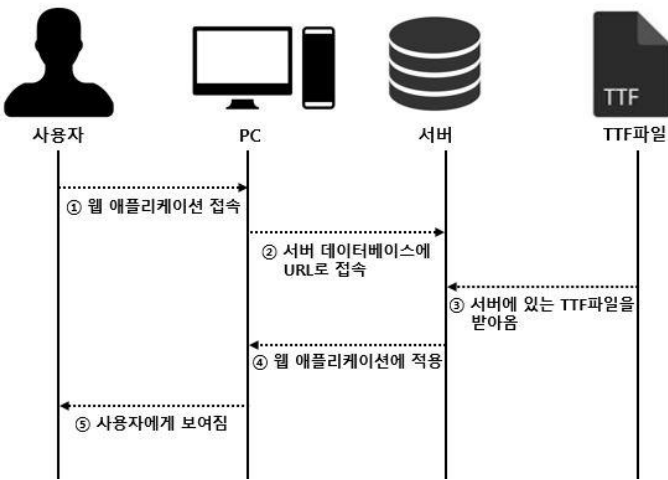 TTF
사용자
PC
서버
TTF파일
① 웹 애플리케이션 접속
② 서버 데이터베이스에
URL로 접속
③ 서버에 있는 TTF파일을
받아옴
④ 웹 애플리케이션에 적용
⑤ 사용자에게 보여짐